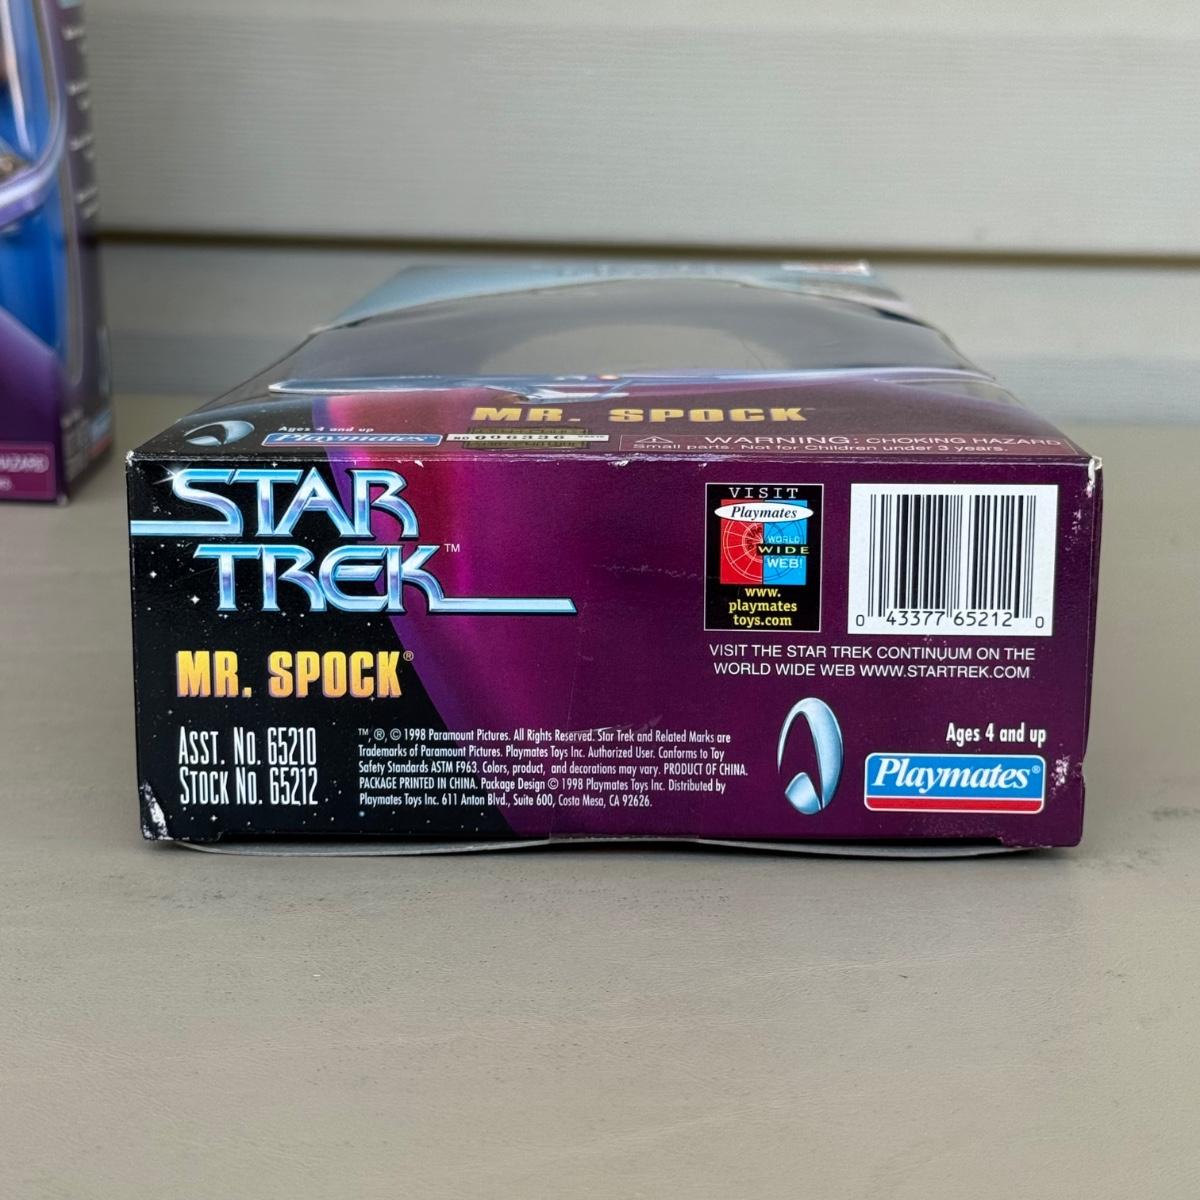 MR. SPOCK
Ages 4 and up
Playmates
NO 006336
WARNING: CHOKING HAZARD
Small parts. Not for Children under 3 years.
STAR
TREK™
MR. SPOCK®
ASST. NO. 65210
STOCK NO. 65212
™, ®, © 1998 Paramount Pictures. All Rights Reserved. Star Trek and Related Marks are
Trademarks of Paramount Pictures. Playmates Toys Inc. Authorized User. Conforms to Toy
Safety Standards ASTM F963. Colors, product, and decorations may vary. PRODUCT OF CHINA.
PACKAGE PRINTED IN CHINA. Package Design © 1998 Playmates Toys Inc. Distributed by
Playmates Toys Inc. 611 Anton Blvd., Suite 600, Costa Mesa, CA 92626.
VISIT
Playmates
WORLD
WIDE
WEB!
www.
playmates
toys.com
0 43377 65212 0
VISIT THE STAR TREK CONTINUUM ON THE
WORLD WIDE WEB WWW.STARTREK.COM
Ages 4 and up
Playmates®
HAZARD